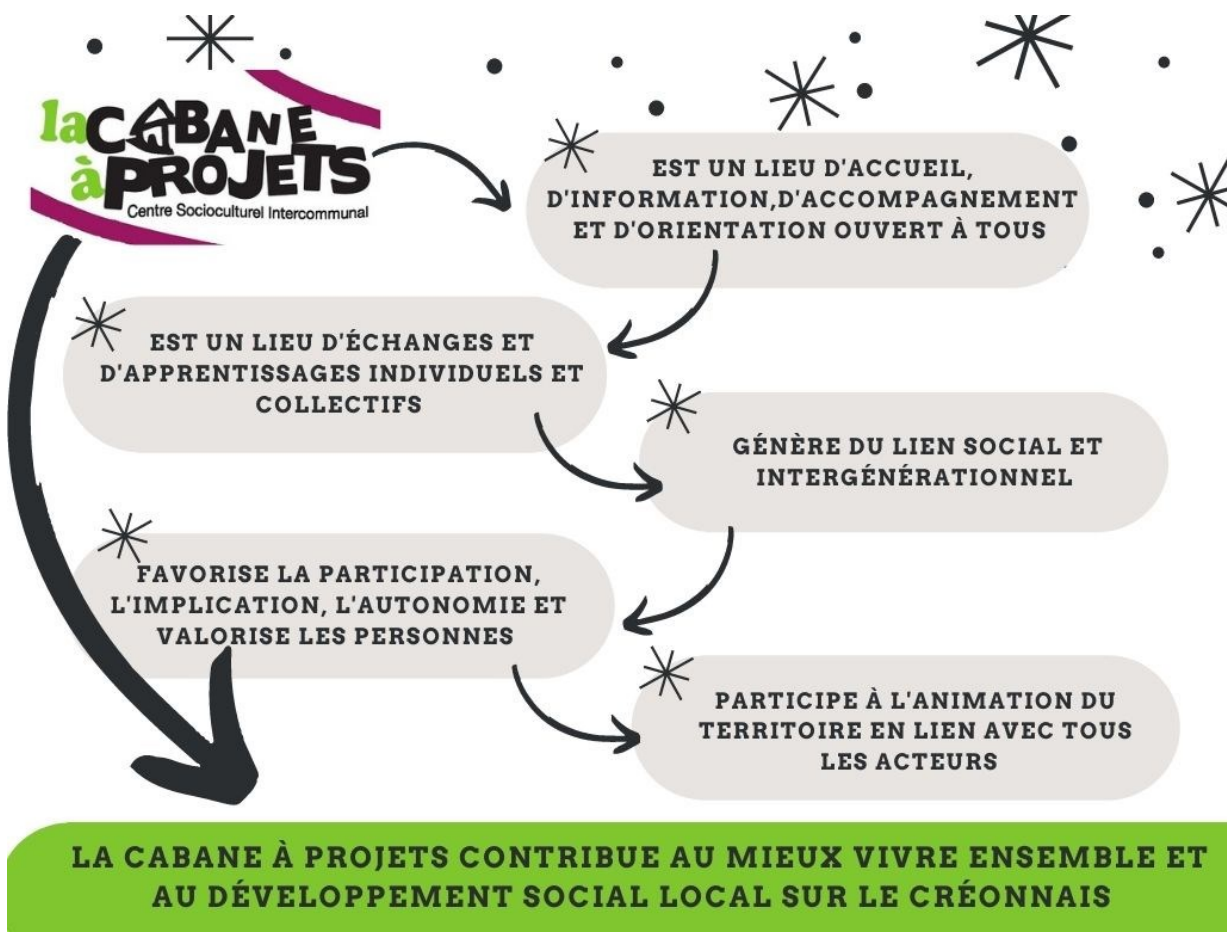 la CABANE
à PROJETS
Centre Socioculturel Intercommunal
EST UN LIEU D'ACCUEIL,
D'INFORMATION,D'ACCOMPAGNEMENT
ET D'ORIENTATION OUVERT À TOUS
EST UN LIEU D'ÉCHANGES ET
D'APPRENTISSAGES INDIVIDUELS ET
COLLECTIFS
GÉNÈRE DU LIEN SOCIAL ET
INTERGÉNÉRATIONNEL
FAVORISE LA PARTICIPATION,
L'IMPLICATION, L'AUTONOMIE ET
VALORISE LES PERSONNES
PARTICIPE À L'ANIMATION DU
TERRITOIRE EN LIEN AVEC TOUS
LES ACTEURS
LA CABANE À PROJETS CONTRIBUE AU MIEUX VIVRE ENSEMBLE ET
AU DÉVELOPPEMENT SOCIAL LOCAL SUR LE CRÉONNAIS